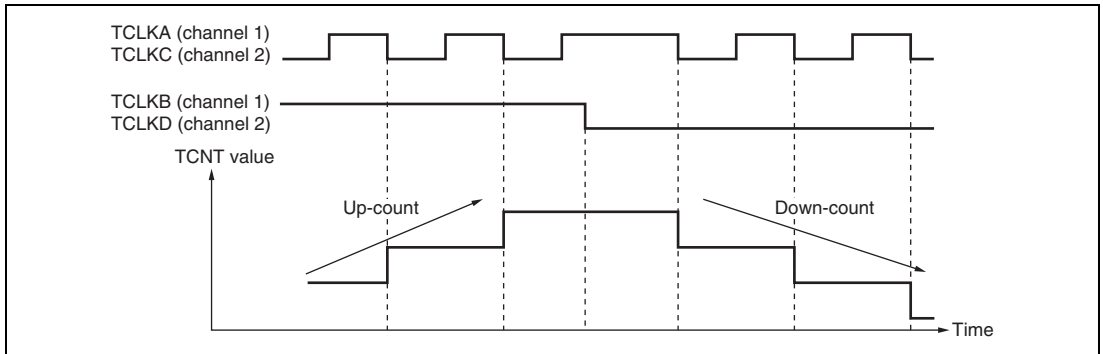 TCLKA (channel 1)
TCLKC (channel 2)
TCLKB (channel 1)
TCLKD (channel 2)
TCNT value
Up-count
Down-count
Time